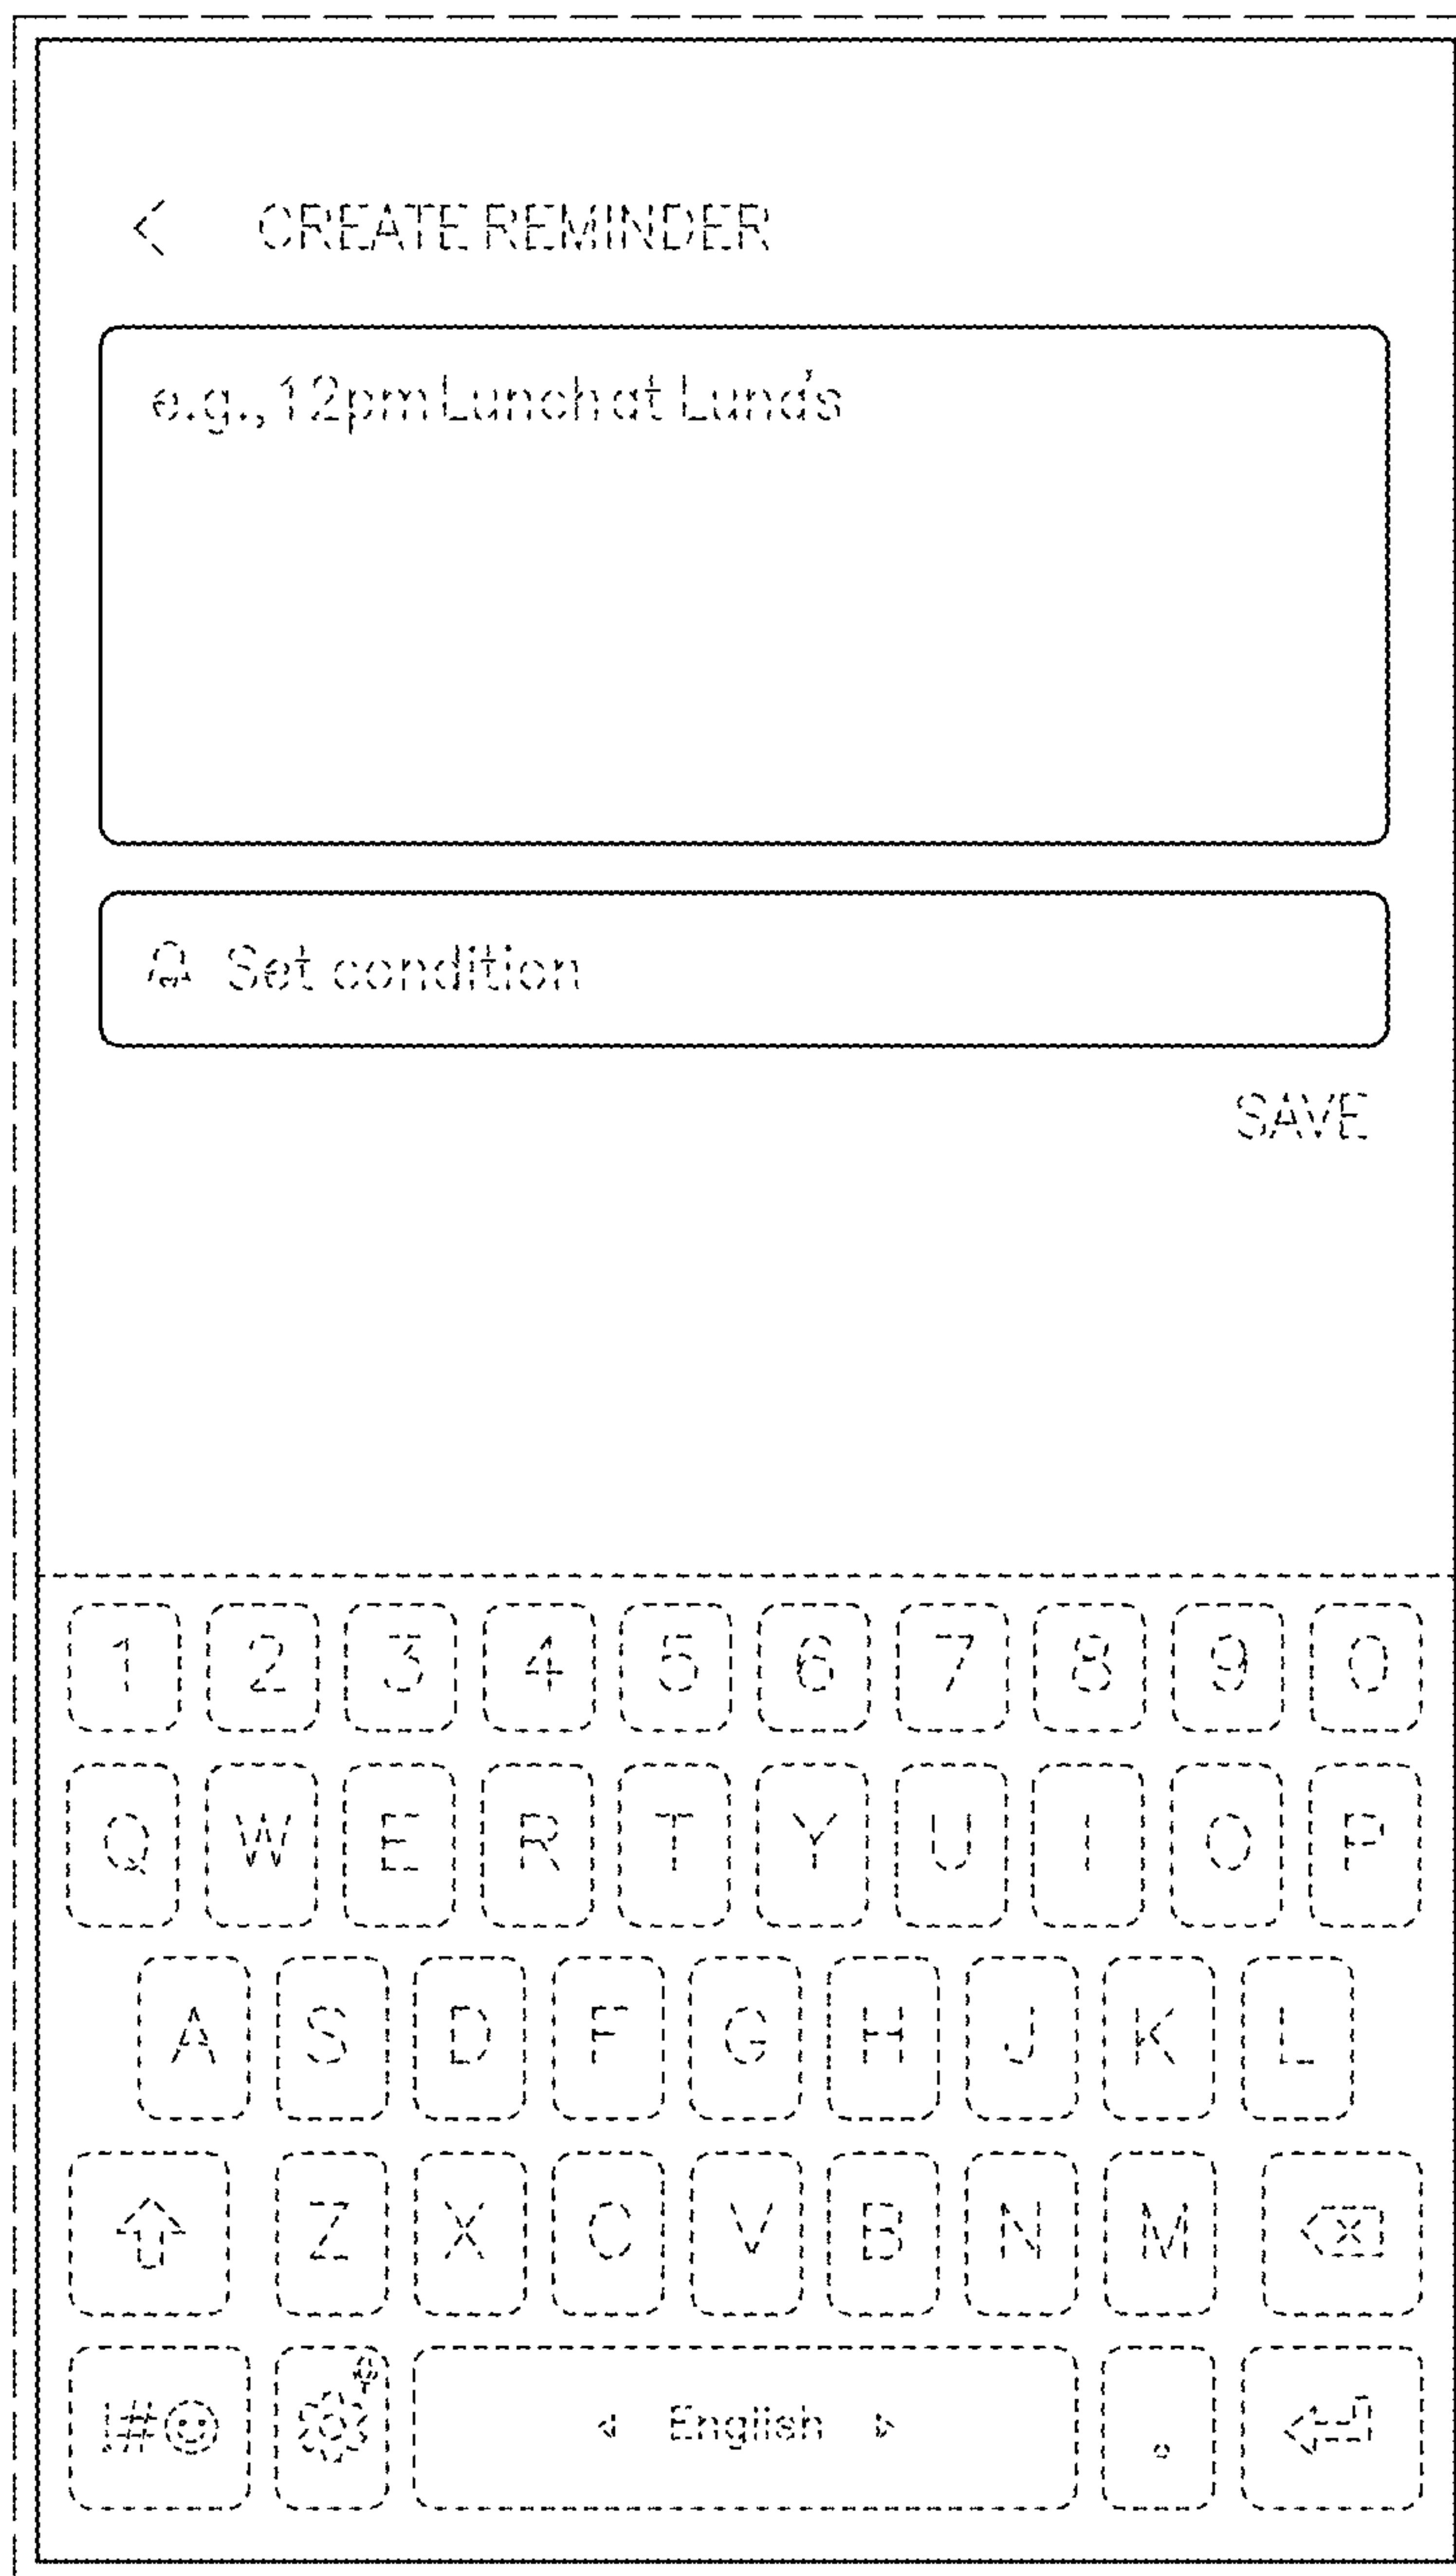 < CREATE REMINDER
e.g., 12pm Lunch at Luna's
Set condition
SAVE
1 2 3 4 5 6 7 8 9 0
Q W E R T Y U I O P
A S D F G H J K L
Z X C V B N M
!#☺ English .